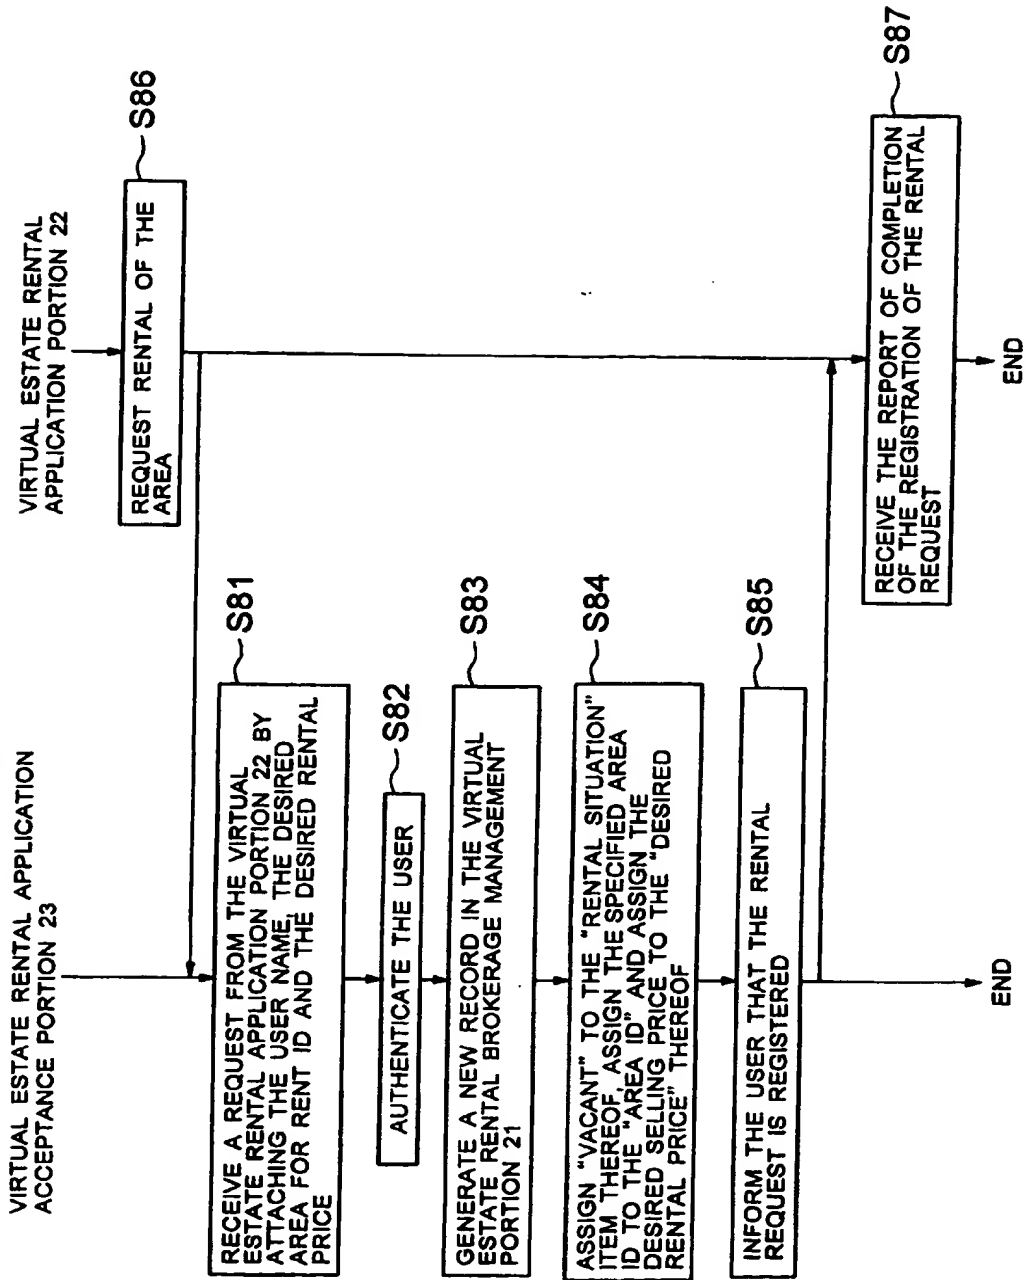 VIRTUAL ESTATE RENTAL APPLICATION
ACCEPTANCE PORTION 23
S81
RECEIVE A REQUEST FROM THE VIRTUAL
ESTATE RENTAL APPLICATION PORTION 22 BY
ATTACHING THE USER NAME, THE DESIRED
AREA FOR RENT ID AND THE DESIRED RENTAL
PRICE
S82
AUTHENTICATE THE USER
S83
GENERATE A NEW RECORD IN THE VIRTUAL
ESTATE RENTAL BROKERAGE MANAGEMENT
PORTION 21
S84
ASSIGN "VACANT" TO THE "RENTAL SITUATION"
ITEM THEREOF, ASSIGN THE SPECIFIED AREA
ID TO THE "AREA ID" AND ASSIGN THE
DESIRED SELLING PRICE TO THE "DESIRED
RENTAL PRICE" THEREOF
S85
INFORM THE USER THAT THE RENTAL
REQUEST IS REGISTERED
END
VIRTUAL ESTATE RENTAL
APPLICATION PORTION 22
S86
REQUEST RENTAL OF THE
AREA
S87
RECEIVE THE REPORT OF COMPLETION
OF THE REGISTRATION OF THE RENTAL
REQUEST
END